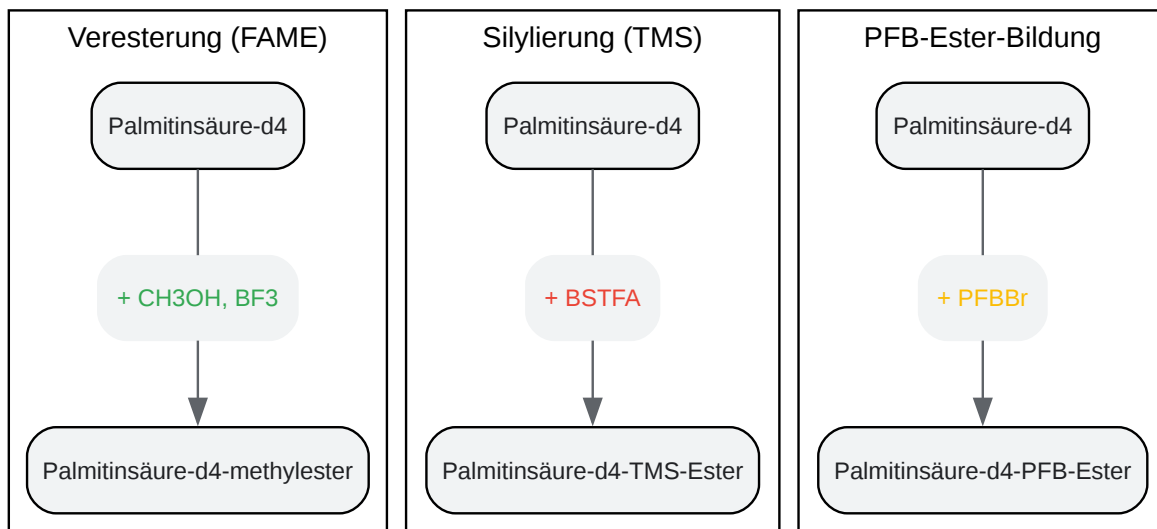 Veresterung (FAME)
Palmitinsäure-d4
+ CH3OH, BF3
Palmitinsäure-d4-methylester
Silylierung (TMS)
Palmitinsäure-d4
+ BSTFA
Palmitinsäure-d4-TMS-Ester
PFB-Ester-Bildung
Palmitinsäure-d4
+ PFBBr
Palmitinsäure-d4-PFB-Ester